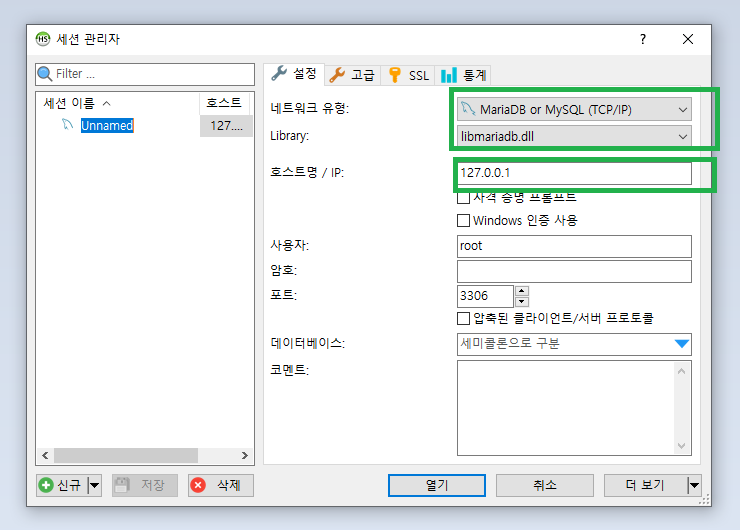 HS 세션 관리자 ? ×
Filter ...
세션 이름 호스트
Unnamed 127....
설정 고급 SSL 통계
네트워크 유형: MariaDB or MySQL (TCP/IP)
Library: libmariadb.dll
호스트명 / IP: 127.0.0.1
자격 증명 프롬프트
Windows 인증 사용
사용자: root
암호:
포트: 3306
압축된 클라이언트/서버 프로토콜
데이터베이스: 세미콜론으로 구분
코멘트:
신규 저장 삭제 열기 취소 더 보기